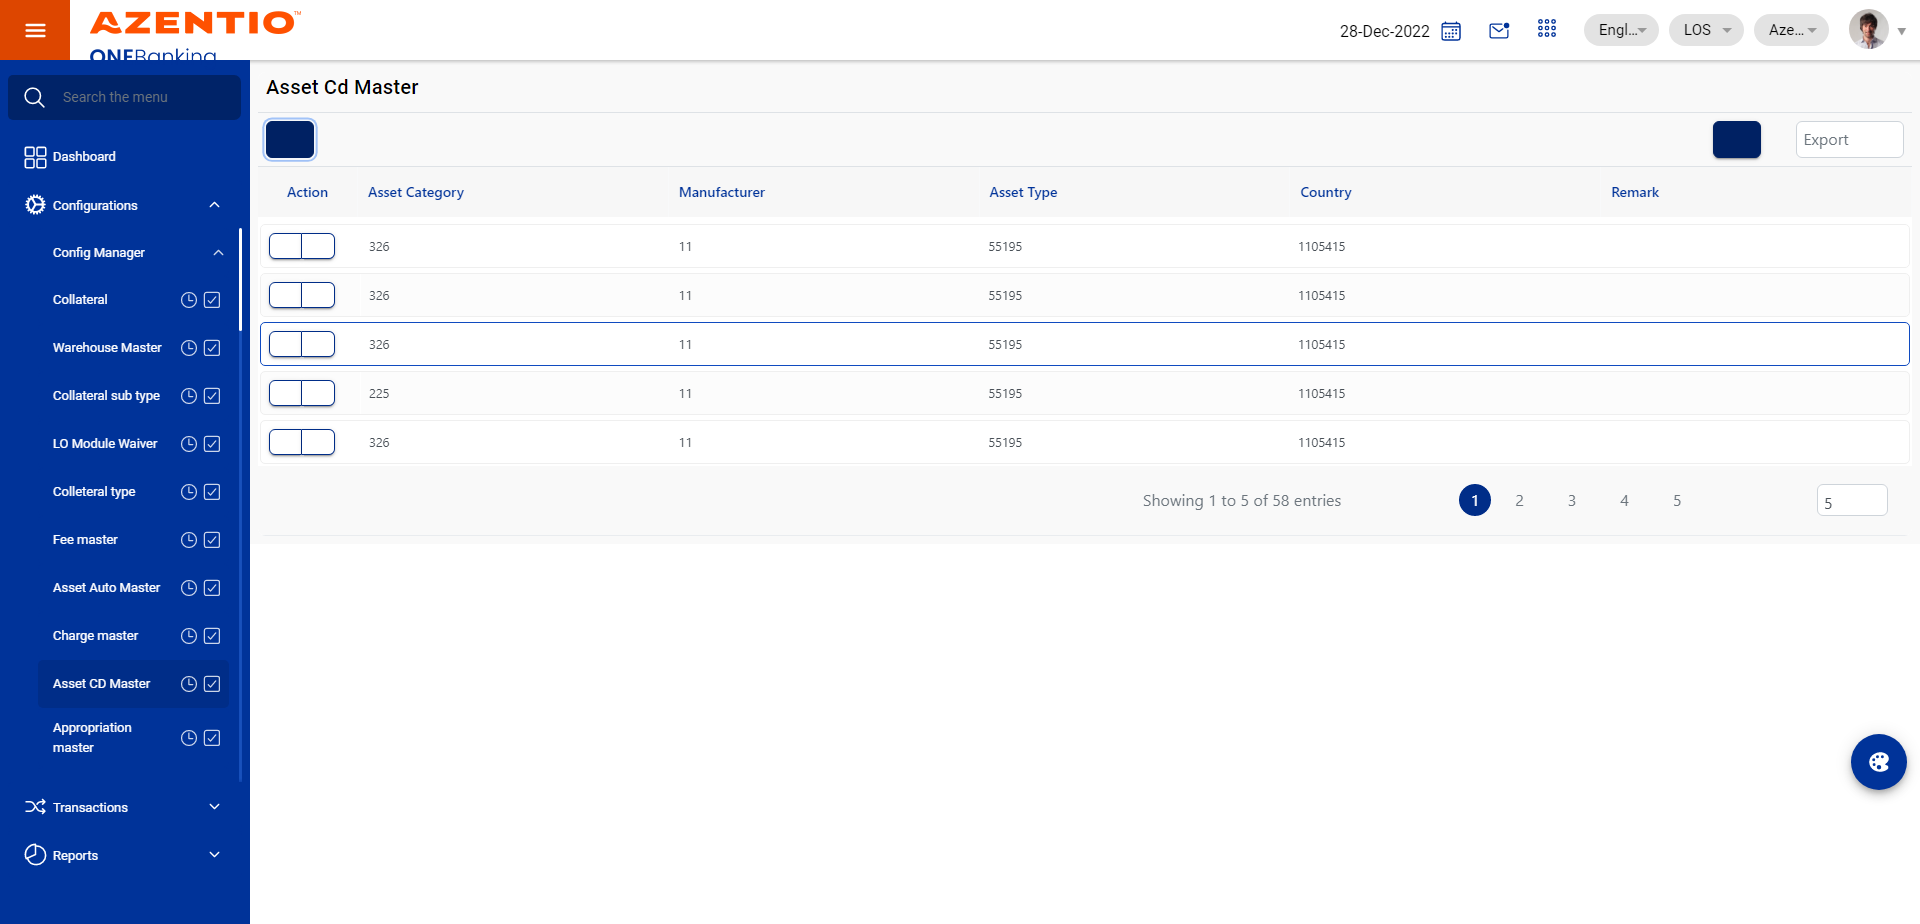 AZENTIO™
ONEBanking
28-Dec-2022
Engl...
LOS
Aze...
Search the menu
Dashboard
Configurations
Config Manager
Collateral
Warehouse Master
Collateral sub type
LO Module Waiver
Colleteral type
Fee master
Asset Auto Master
Charge master
Asset CD Master
Appropriation
master
Transactions
Reports
Asset Cd Master
Export
Action Asset Category Manufacturer Asset Type Country Remark
326 11 55195 1105415
326 11 55195 1105415
326 11 55195 1105415
225 11 55195 1105415
326 11 55195 1105415
Showing 1 to 5 of 58 entries 1 2 3 4 5 5